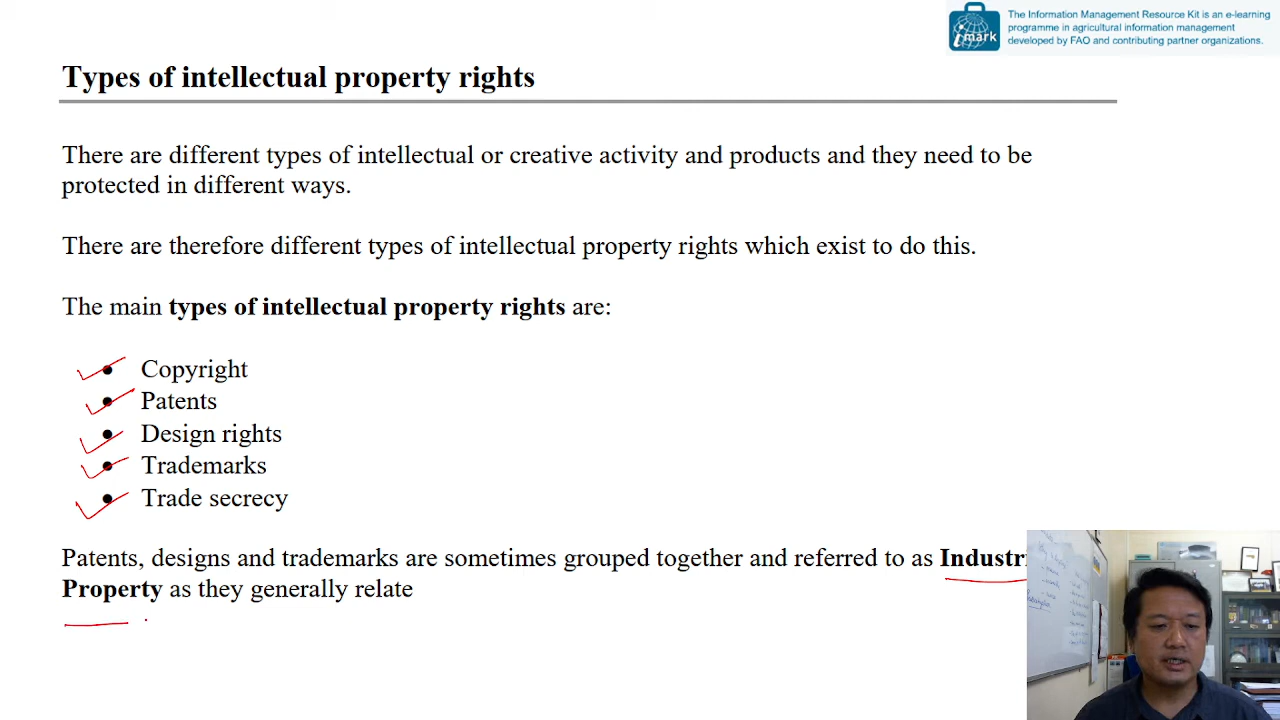 The Information Management Resource Kit is an e-learning
programme in agricultural information management
developed by FAO and contributing partner organizations.
imark
Types of intellectual property rights
There are different types of intellectual or creative activity and products and they need to be
protected in different ways.
There are therefore different types of intellectual property rights which exist to do this.
The main types of intellectual property rights are:
• Copyright
• Patents
• Design rights
• Trademarks
• Trade secrecy
Patents, designs and trademarks are sometimes grouped together and referred to as Industri
Property as they generally relate